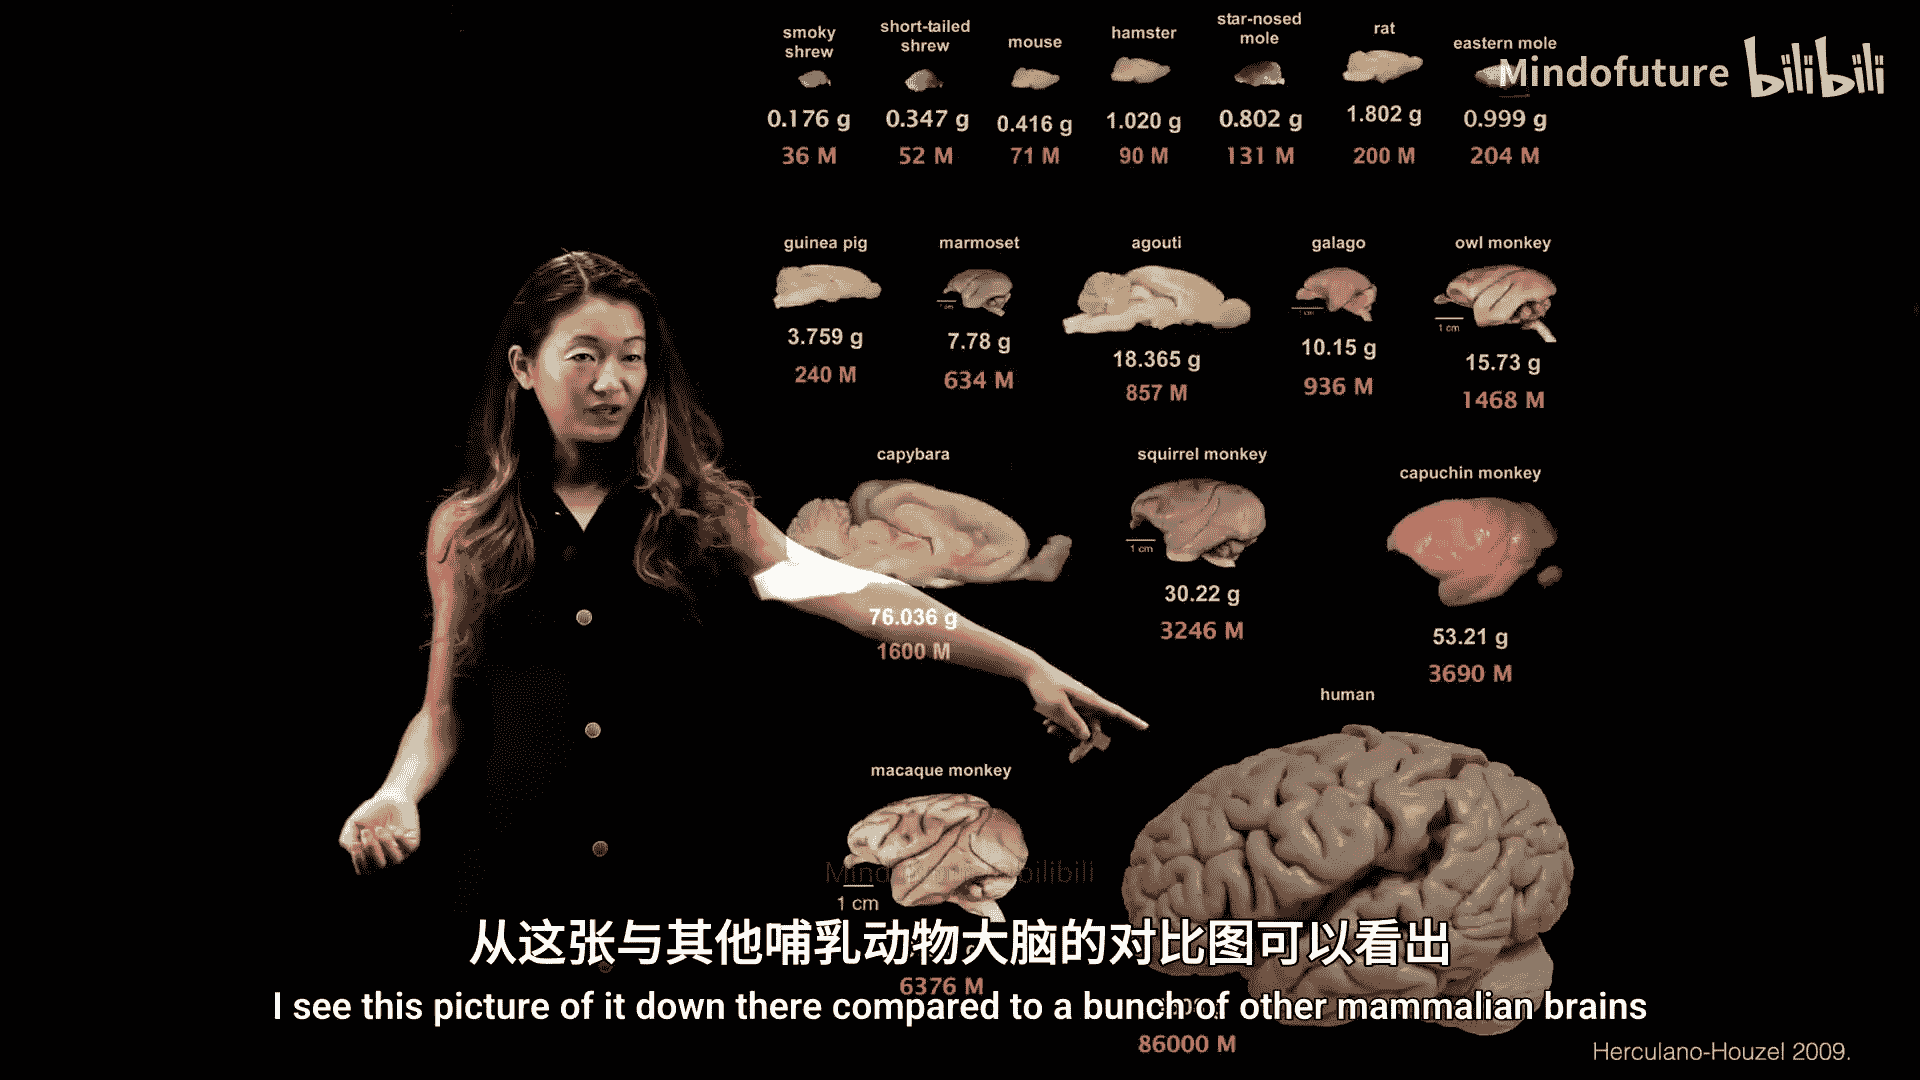 smoky
shrew
short-tailed
shrew
mouse
hamster
star-nosed
mole
rat
eastern mole
Mindofuture bilibili
0.176 g
0.347 g
0.416 g
1.020 g
0.802 g
1.802 g
0.999 g
36 M
52 M
71 M
90 M
131 M
200 M
204 M
guinea pig
marmoset
agouti
galago
owl monkey
1 cm
3.759 g
7.78 g
18.365 g
10.15 g
15.73 g
240 M
634 M
857 M
936 M
1468 M
capybara
squirrel monkey
capuchin monkey
1 cm
76.036 g
30.22 g
53.21 g
1600 M
3246 M
3690 M
human
macaque monkey
bilibili
1 cm
从这张与其他哺乳动物大脑的对比图可以看出
6376 M
I see this picture of it down there compared to a bunch of other mammalian brains
86000 M
Herculano-Houzel 2009.